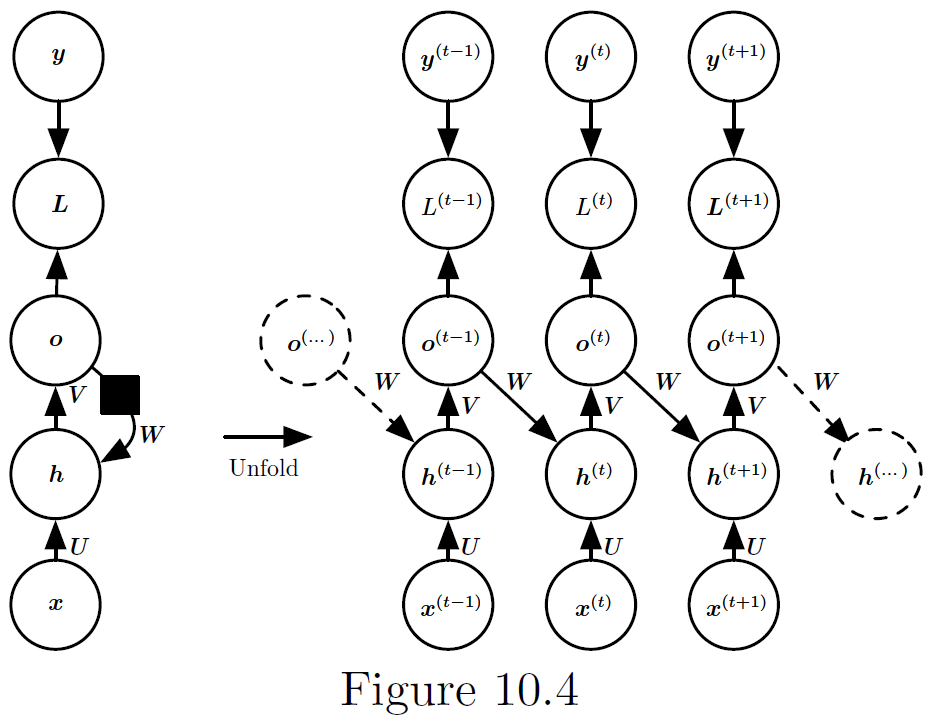 y y^(t−1) y^(t) y^(t+1)
L L^(t−1) L^(t) L^(t+1)
o o^(...) o^(t−1) o^(t) o^(t+1)
W W W W
V V V V
W
h h^(t−1) h^(t) h^(t+1) h^(...)
Unfold
U U U U
x x^(t−1) x^(t) x^(t+1)
Figure 10.4